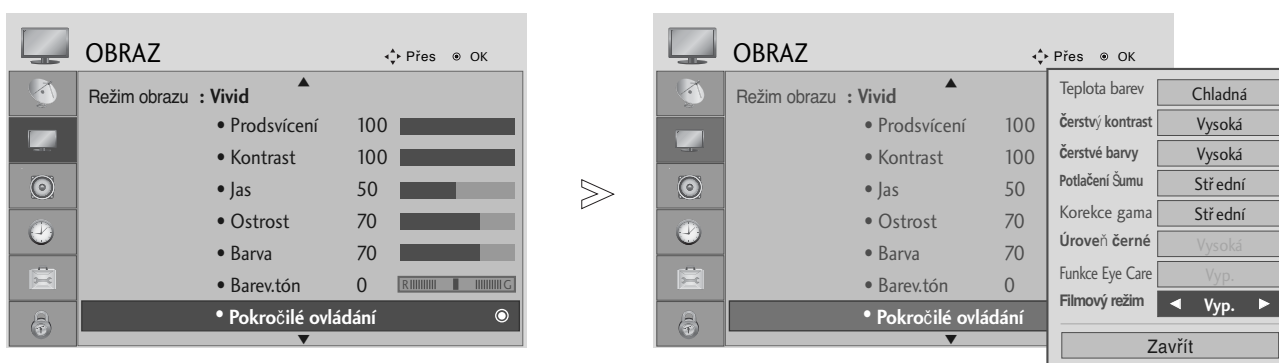 OBRAZ Přes OK
Režim obrazu : Vivid
• Prodsvícení 100
• Kontrast 100
• Jas 50
• Ostrost 70
• Barva 70
• Barev.tón 0 R G
• Pokročilé ovládání
OBRAZ Přes OK
Režim obrazu : Vivid
• Prodsvícení 100
• Kontrast 100
• Jas 50
• Ostrost 70
• Barva 70
• Barev.tón 0
• Pokročilé ovládání
Teplota barev Chladná
čerstvý kontrast Vysoká
čerstvé barvy Vysoká
Potlačení Šumu Střední
Korekce gama Střední
Úroveň černé Vysoká
Funkce Eye Care Vyp.
Filmový režim ◄ Vyp. ►
Zavřít